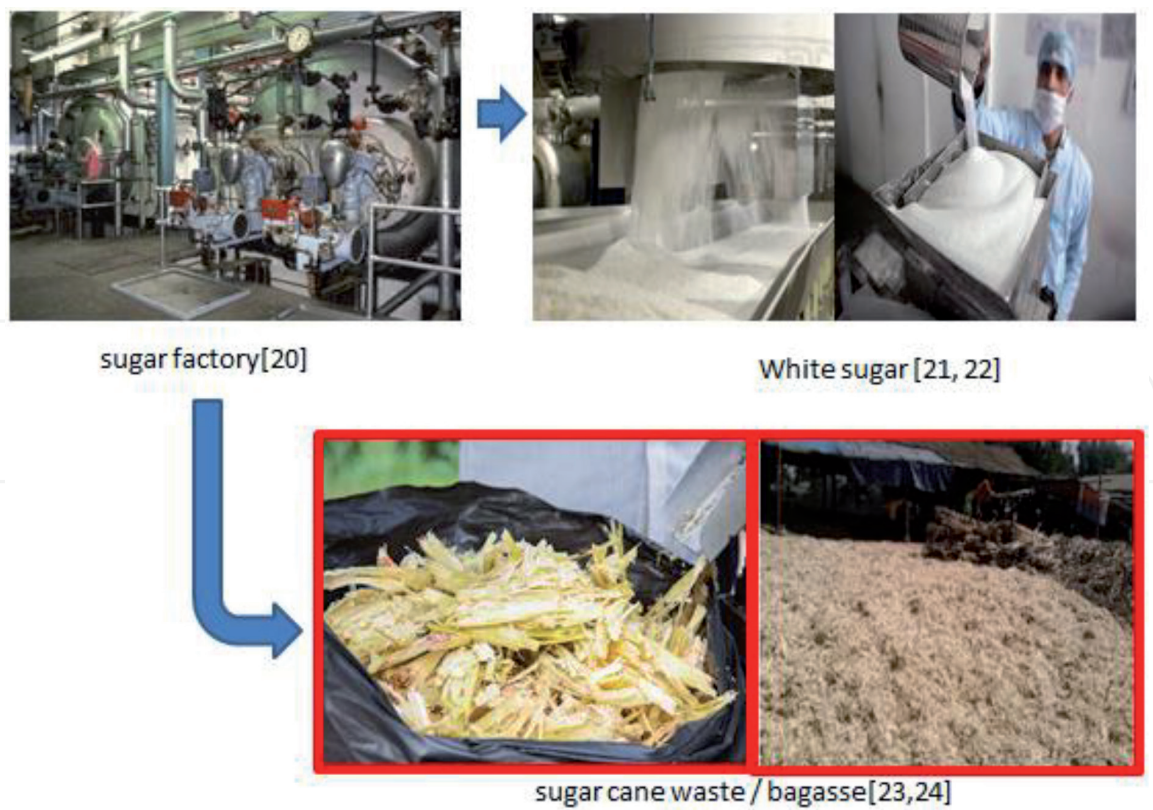 sugar factory[20]
White sugar [21, 22]
sugar cane waste / bagasse[23,24]